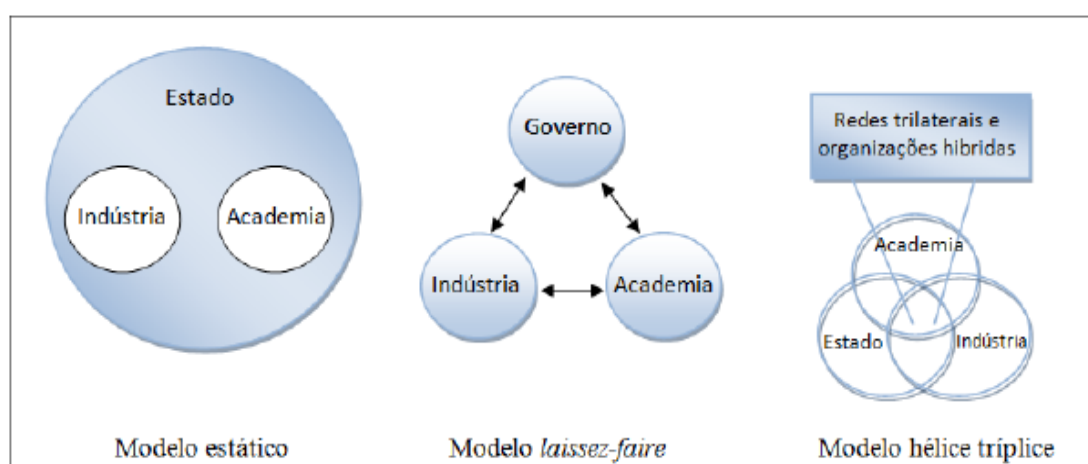 Estado
Indústria
Academia
Modelo estático
Governo
Indústria
Academia
Modelo laissez-faire
Redes trilaterais e
organizações hibridas
Academia
Estado
Indústria
Modelo hélice tríplice